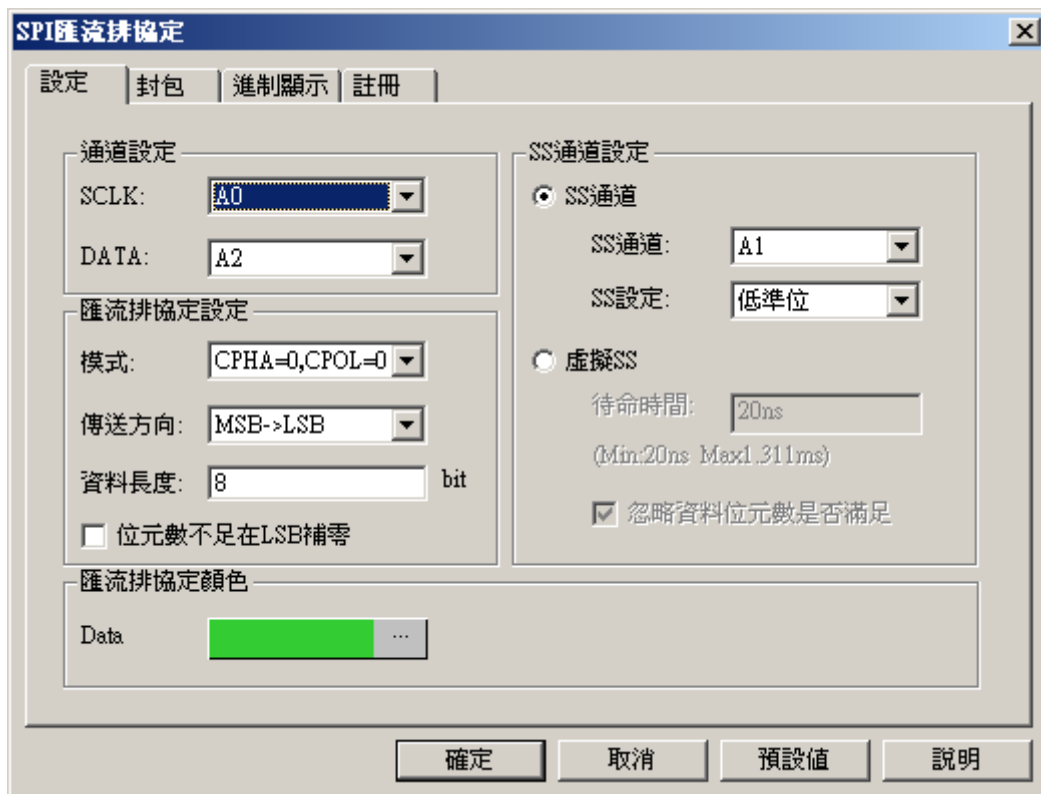 SPI匯流排協定
設定 封包 進制顯示 註冊
通道設定
SCLK: A0
DATA: A2
匯流排協定設定
模式: CPHA=0,CPOL=0
傳送方向: MSB->LSB
資料長度: 8 bit
位元數不足在LSB補零
SS通道設定
SS通道
SS通道: A1
SS設定: 低準位
虛擬SS
待命時間: 20ns
(Min:20ns Max1.311ms)
忽略資料位元數是否滿足
匯流排協定顏色
Data ...
確定 取消 預設值 說明